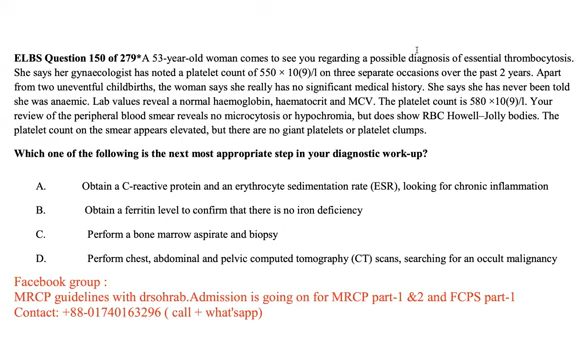 ELBS Question 150 of 279*A 53-year-old woman comes to see you regarding a possible diagnosis of essential thrombocytosis.
She says her gynaecologist has noted a platelet count of 550 × 10(9)/l on three separate occasions over the past 2 years. Apart
from two uneventful childbirths, the woman says she really has no significant medical history. She says she has never been told
she was anaemic. Lab values reveal a normal haemoglobin, haematocrit and MCV. The platelet count is 580 ×10(9)/l. Your
review of the peripheral blood smear reveals no microcytosis or hypochromia, but does show RBC Howell–Jolly bodies. The
platelet count on the smear appears elevated, but there are no giant platelets or platelet clumps.
Which one of the following is the next most appropriate step in your diagnostic work-up?
A. Obtain a C-reactive protein and an erythrocyte sedimentation rate (ESR), looking for chronic inflammation
B. Obtain a ferritin level to confirm that there is no iron deficiency
C. Perform a bone marrow aspirate and biopsy
D. Perform chest, abdominal and pelvic computed tomography (CT) scans, searching for an occult malignancy
Facebook group :
MRCP guidelines with drsohrab.Admission is going on for MRCP part-1 &2 and FCPS part-1
Contact: +88-01740163296 ( call + what'sapp)